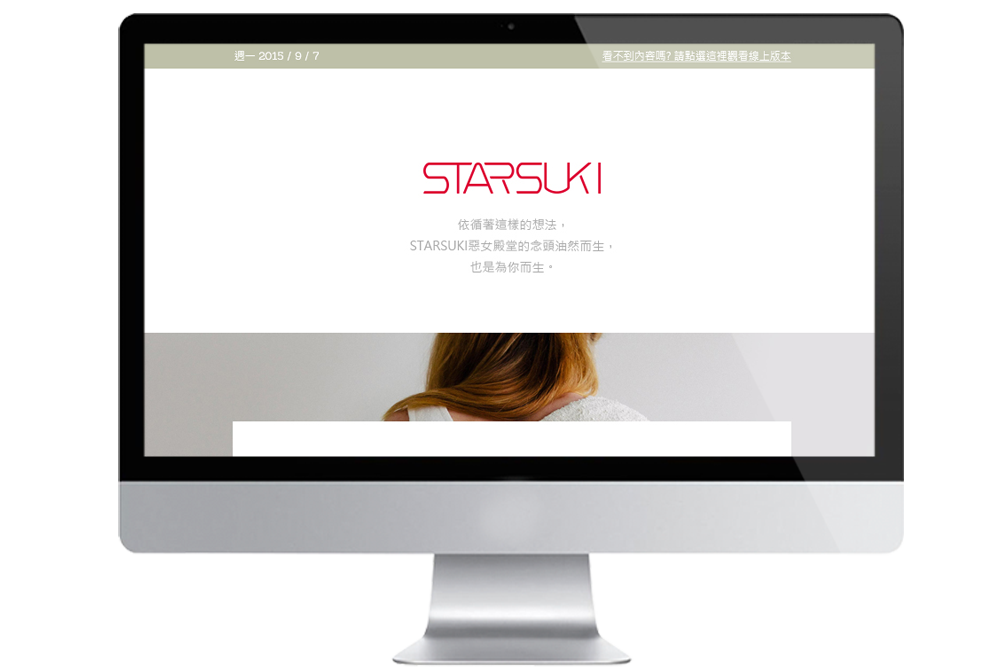 週一 2015 / 9 / 7
看不到內容嗎? 請點選這裡觀看線上版本
STARSUKI
依循著這樣的想法，
STARSUKI惡女殿堂的念頭油然而生，
也是為你而生。